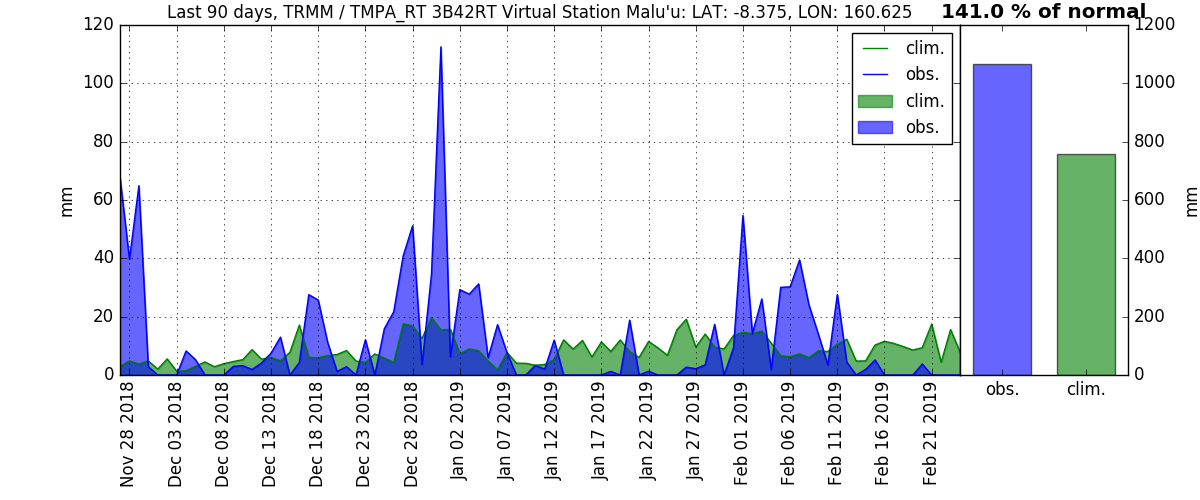 Last 90 days, TRMM / TMPA_RT 3B42RT Virtual Station Malu'u: LAT: -8.375, LON: 160.625
141.0 % of normal
120
100
80
60
40
20
0
mm
clim.
obs.
clim.
obs.
1200
1000
800
600
400
200
0
mm
obs.
clim.
Nov 28 2018
Dec 03 2018
Dec 08 2018
Dec 13 2018
Dec 18 2018
Dec 23 2018
Dec 28 2018
Jan 02 2019
Jan 07 2019
Jan 12 2019
Jan 17 2019
Jan 22 2019
Jan 27 2019
Feb 01 2019
Feb 06 2019
Feb 11 2019
Feb 16 2019
Feb 21 2019